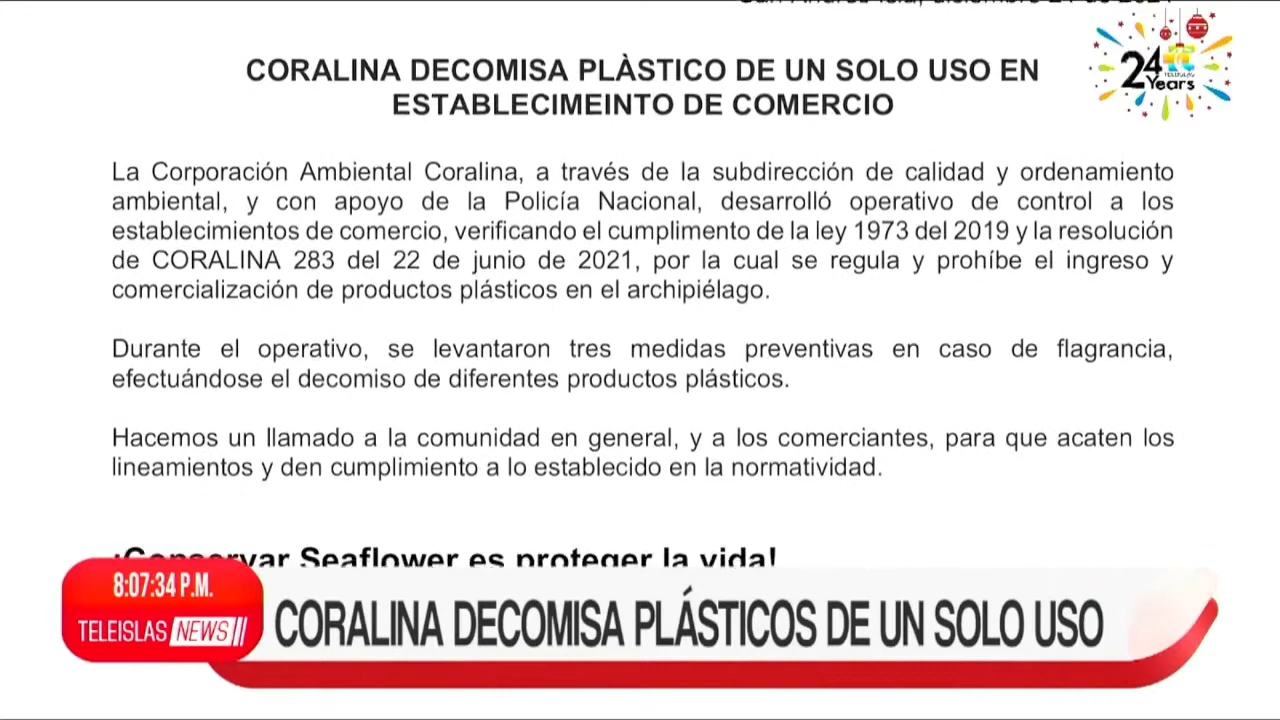 CORALINA DECOMISA PLÀSTICO DE UN SOLO USO EN
ESTABLECIMEINTO DE COMERCIO
24
TELEISLAS
Years
La Corporación Ambiental Coralina, a través de la subdirección de calidad y ordenamiento
ambiental, y con apoyo de la Policía Nacional, desarrolló operativo de control a los
establecimientos de comercio, verificando el cumplimento de la ley 1973 del 2019 y la resolución
de CORALINA 283 del 22 de junio de 2021, por la cual se regula y prohíbe el ingreso y
comercialización de productos plásticos en el archipiélago.
Durante el operativo, se levantaron tres medidas preventivas en caso de flagrancia,
efectuándose el decomiso de diferentes productos plásticos.
Hacemos un llamado a la comunidad en general, y a los comerciantes, para que acaten los
lineamientos y den cumplimiento a lo establecido en la normatividad.
¡Conservar Seaflower es proteger la vida!
8:07:34 P.M.
TELEISLAS NEWS
CORALINA DECOMISA PLÁSTICOS DE UN SOLO USO